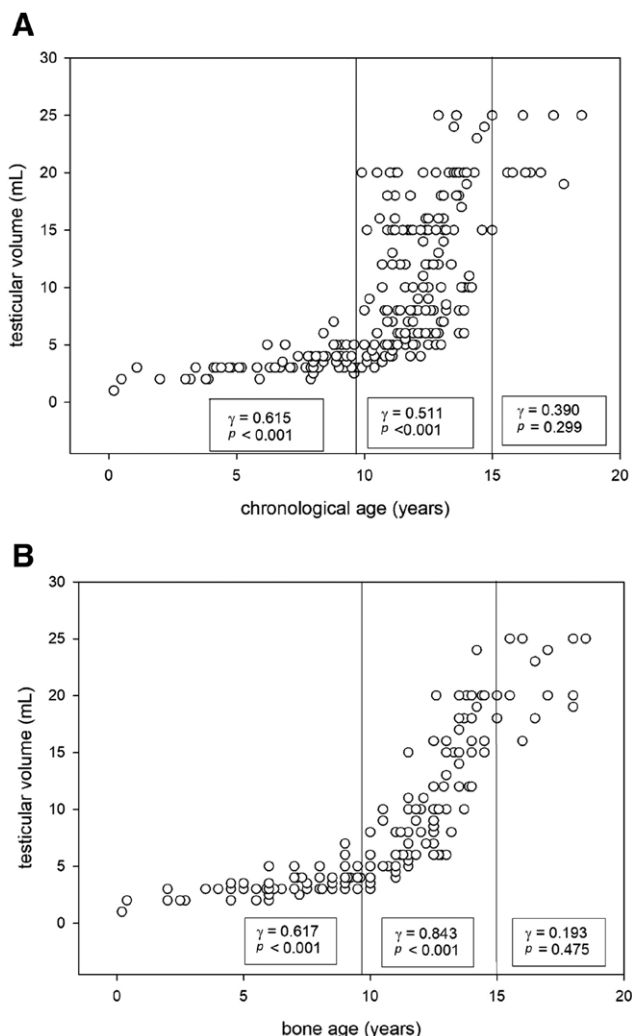 A
30
25
20
15
10
5
0
testicular volume (mL)
γ = 0.615
p < 0.001
γ = 0.511
p <0.001
γ = 0.390
p = 0.299
0 5 10 15 20
chronological age (years)
B
30
25
20
15
10
5
0
testicular volume (mL)
γ = 0.617
p < 0.001
γ = 0.843
p < 0.001
γ = 0.193
p = 0.475
0 5 10 15 20
bone age (years)